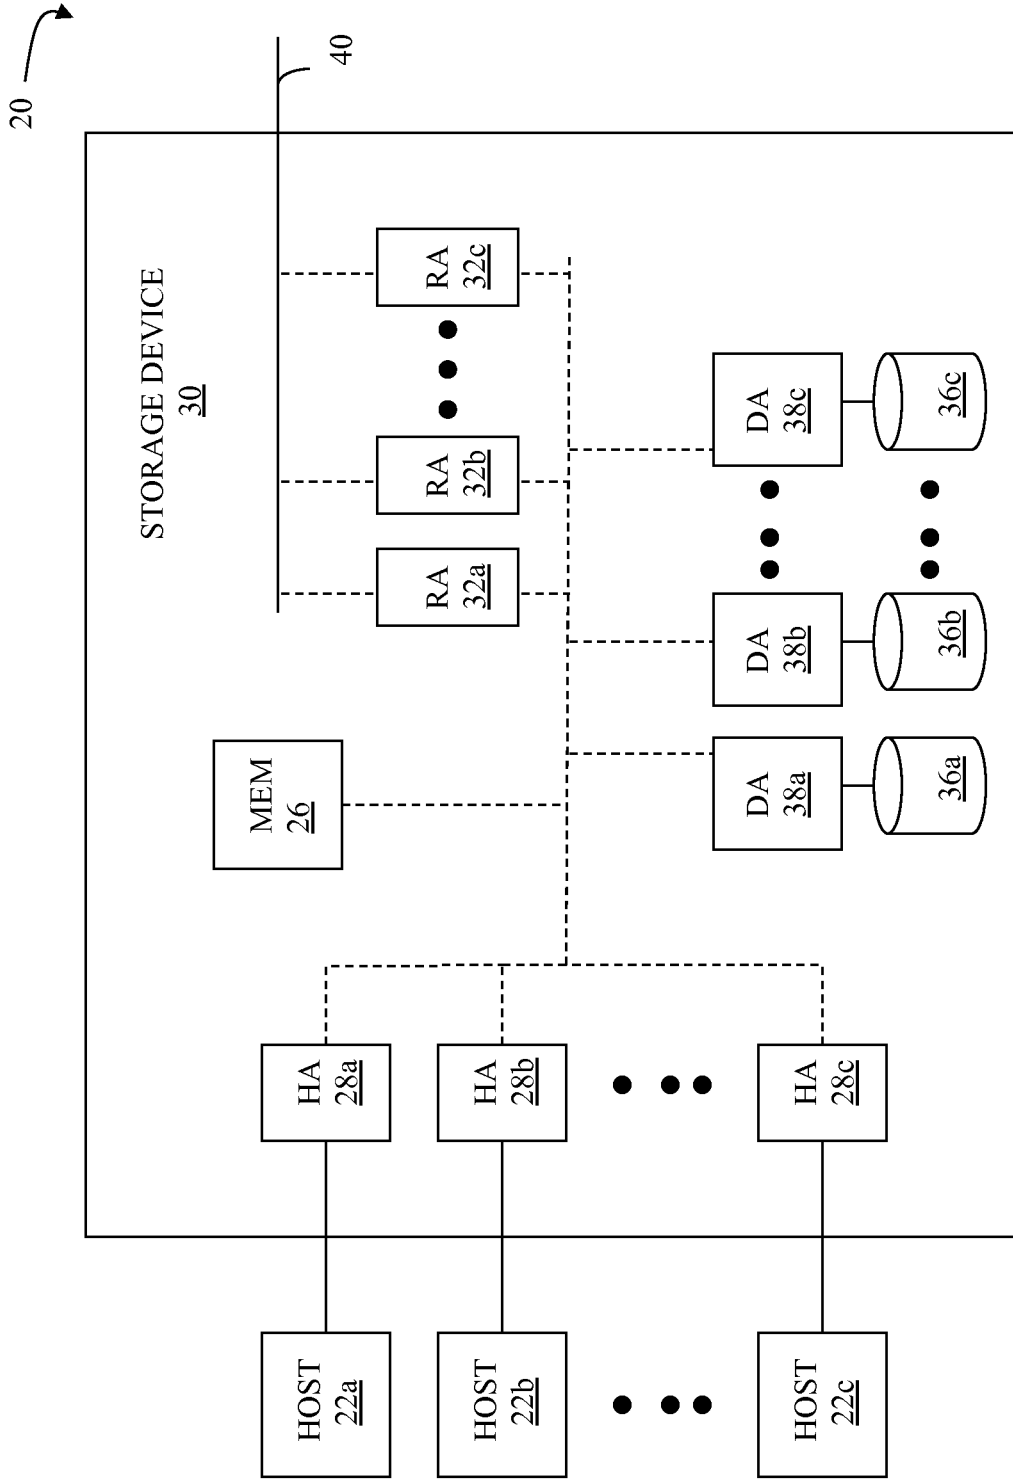 20
40
STORAGE DEVICE
30
HOST
22a
HOST
22b
HOST
22c
HA
28a
HA
28b
HA
28c
MEM
26
RA
32a
RA
32b
RA
32c
DA
38a
DA
38b
DA
38c
36a
36b
36c